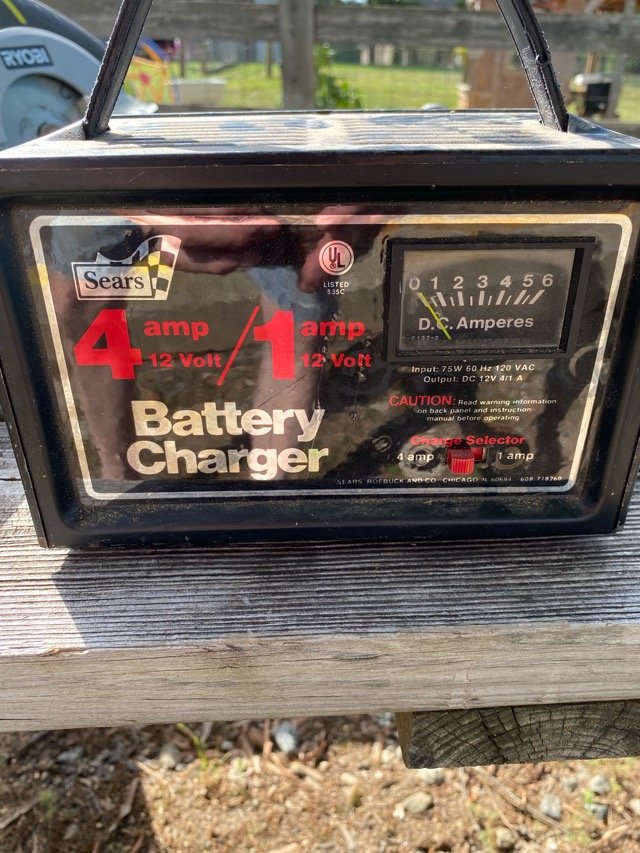 RYOBI
Sears
UL
LISTED
535C
4 amp 12 Volt / 1 amp 12 Volt
Battery
Charger
0 1 2 3 4 5 6
D.C. Amperes
Input: 75W 60 Hz 120 VAC
Output: DC 12V 4/1 A
CAUTION: Read warning information
on back panel and instruction
manual before operating
Charge Selector
4 amp 1 amp
SEARS, ROEBUCK AND CO. CHICAGO, IL 60684 608 718760